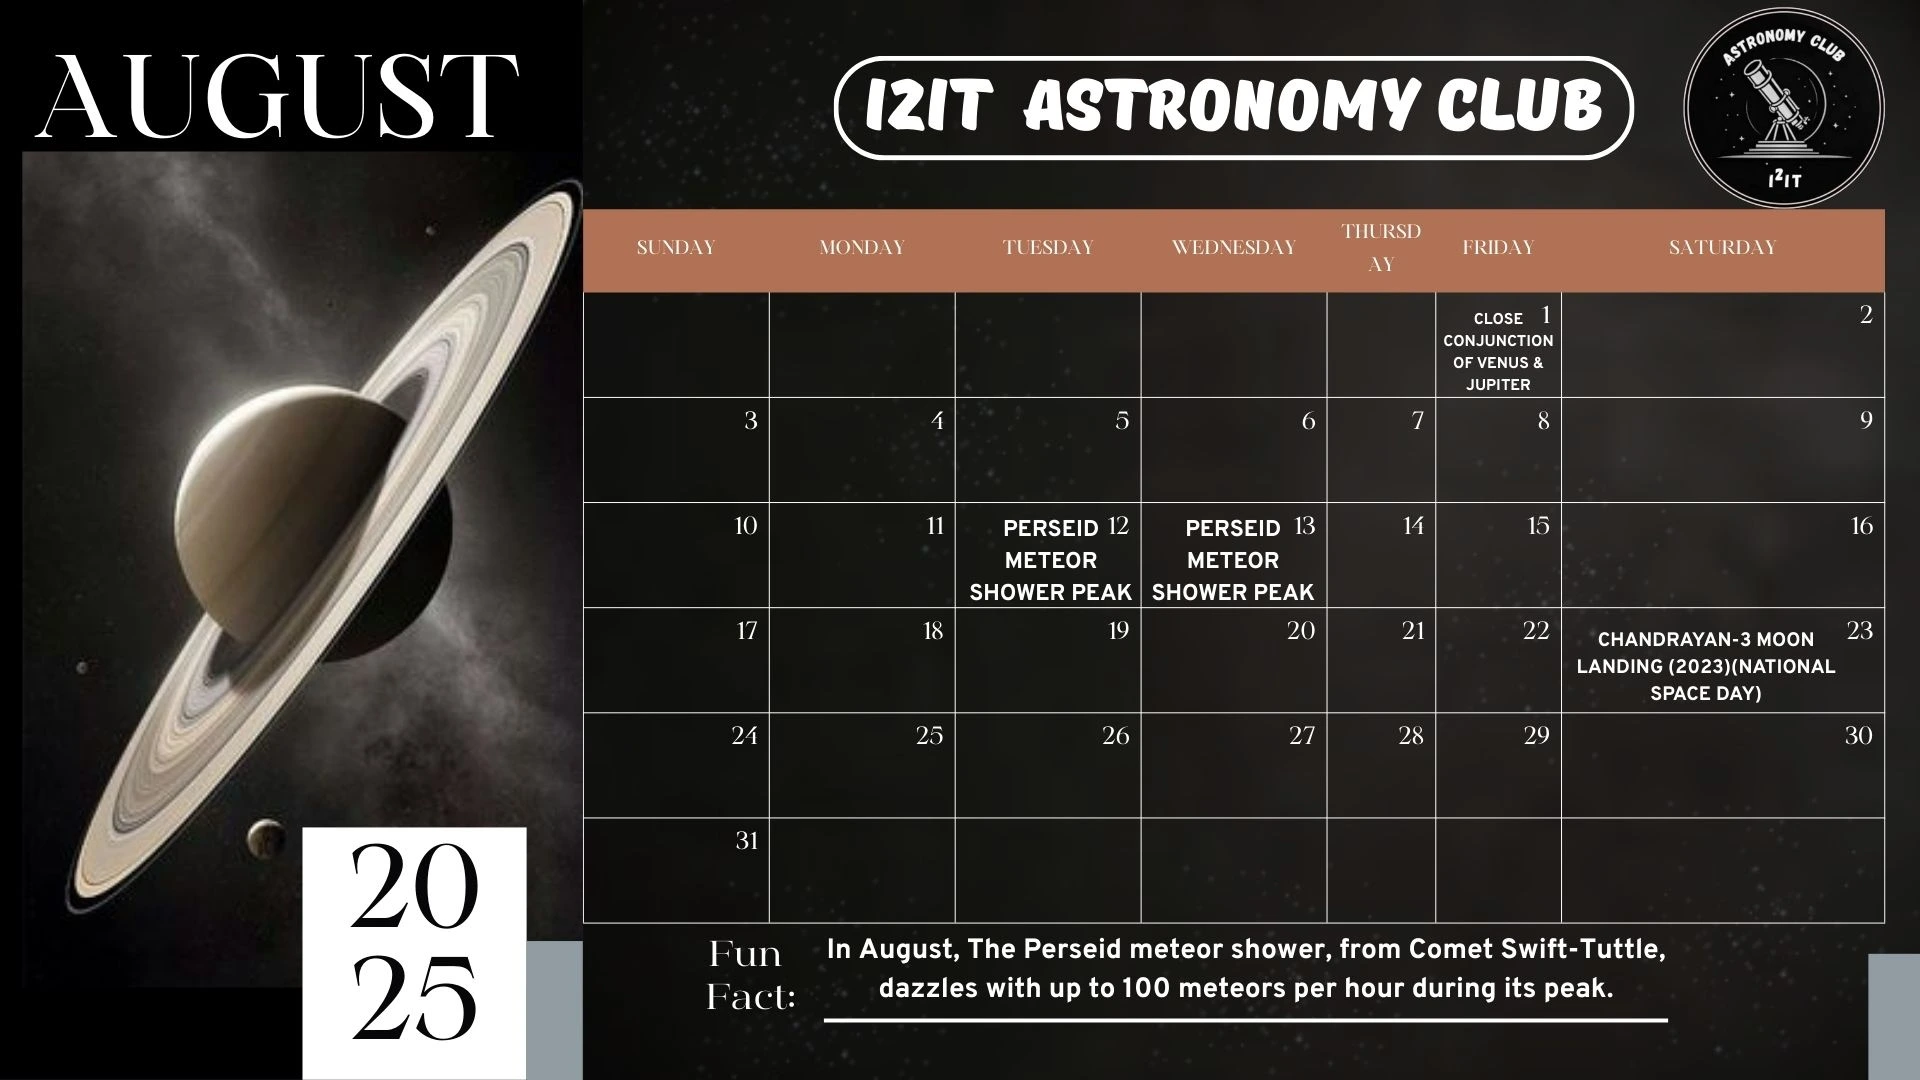 AUGUST
I2IT ASTRONOMY CLUB
ASTRONOMY CLUB
I²IT
SUNDAY MONDAY TUESDAY WEDNESDAY THURSD FRIDAY SATURDAY
AY
CLOSE 1 2
CONJUNCTION
OF VENUS &
JUPITER
3 4 5 6 7 8 9
10 11 PERSEID 12 PERSEID 13 14 15 16
METEOR METEOR
SHOWER PEAK SHOWER PEAK
17 18 19 20 21 22 CHANDRAYAN-3 MOON 23
LANDING (2023)(NATIONAL
SPACE DAY)
24 25 26 27 28 29 30
31
20
25
Fun
Fact:
In August, The Perseid meteor shower, from Comet Swift-Tuttle,
dazzles with up to 100 meteors per hour during its peak.